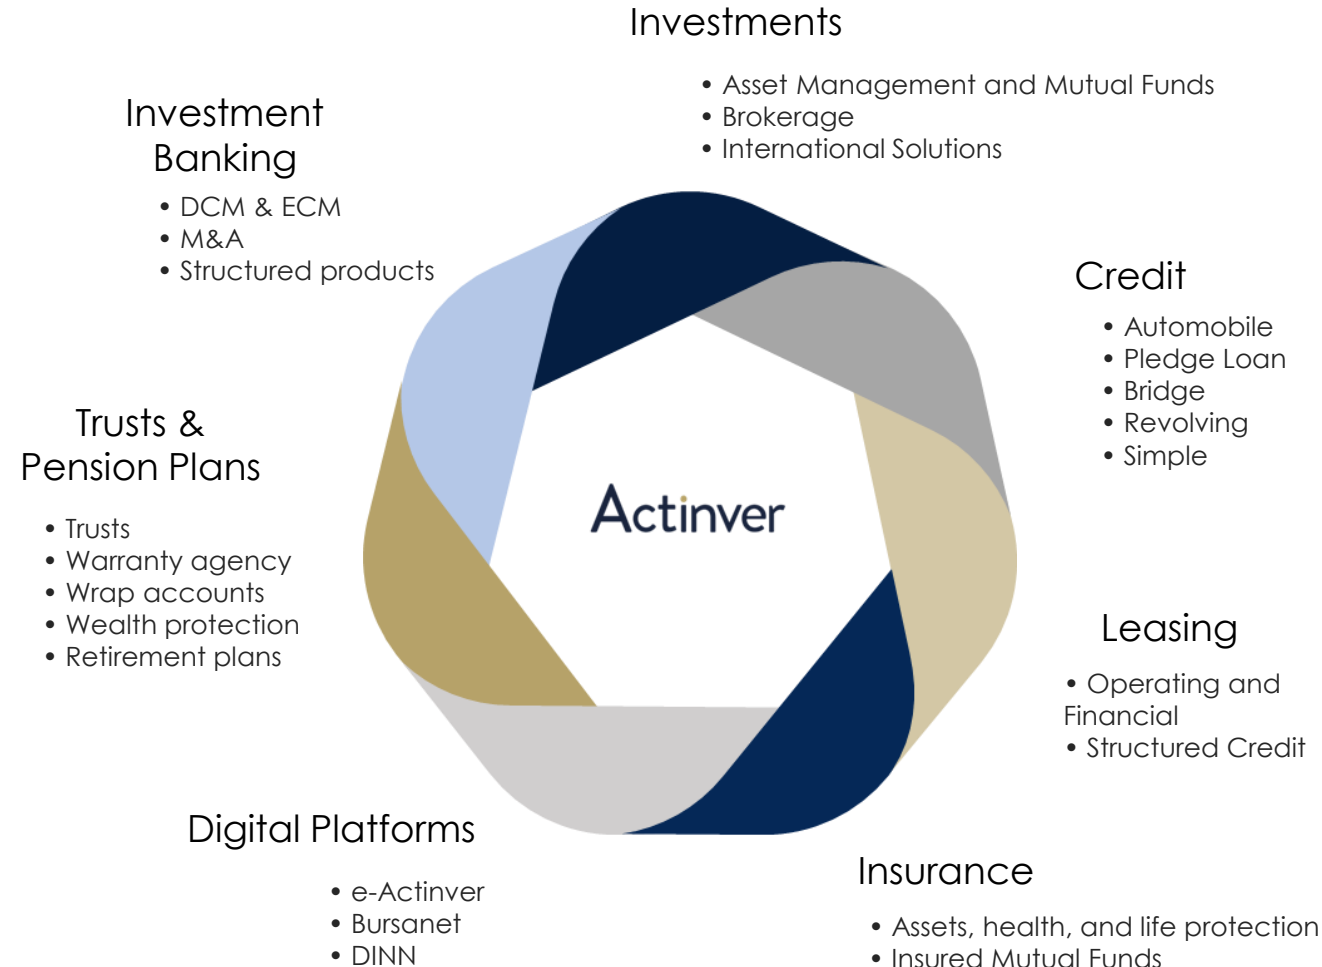 Investments
• Asset Management and Mutual Funds
• Brokerage
• International Solutions
Investment
Banking
• DCM & ECM
• M&A
• Structured products
Credit
• Automobile
• Pledge Loan
• Bridge
• Revolving
• Simple
Trusts &
Pension Plans
• Trusts
• Warranty agency
• Wrap accounts
• Wealth protection
• Retirement plans
Actinver
Leasing
• Operating and
Financial
• Structured Credit
Digital Platforms
• e-Actinver
• Bursanet
• DINN
Insurance
• Assets, health, and life protection
• Insured Mutual Funds